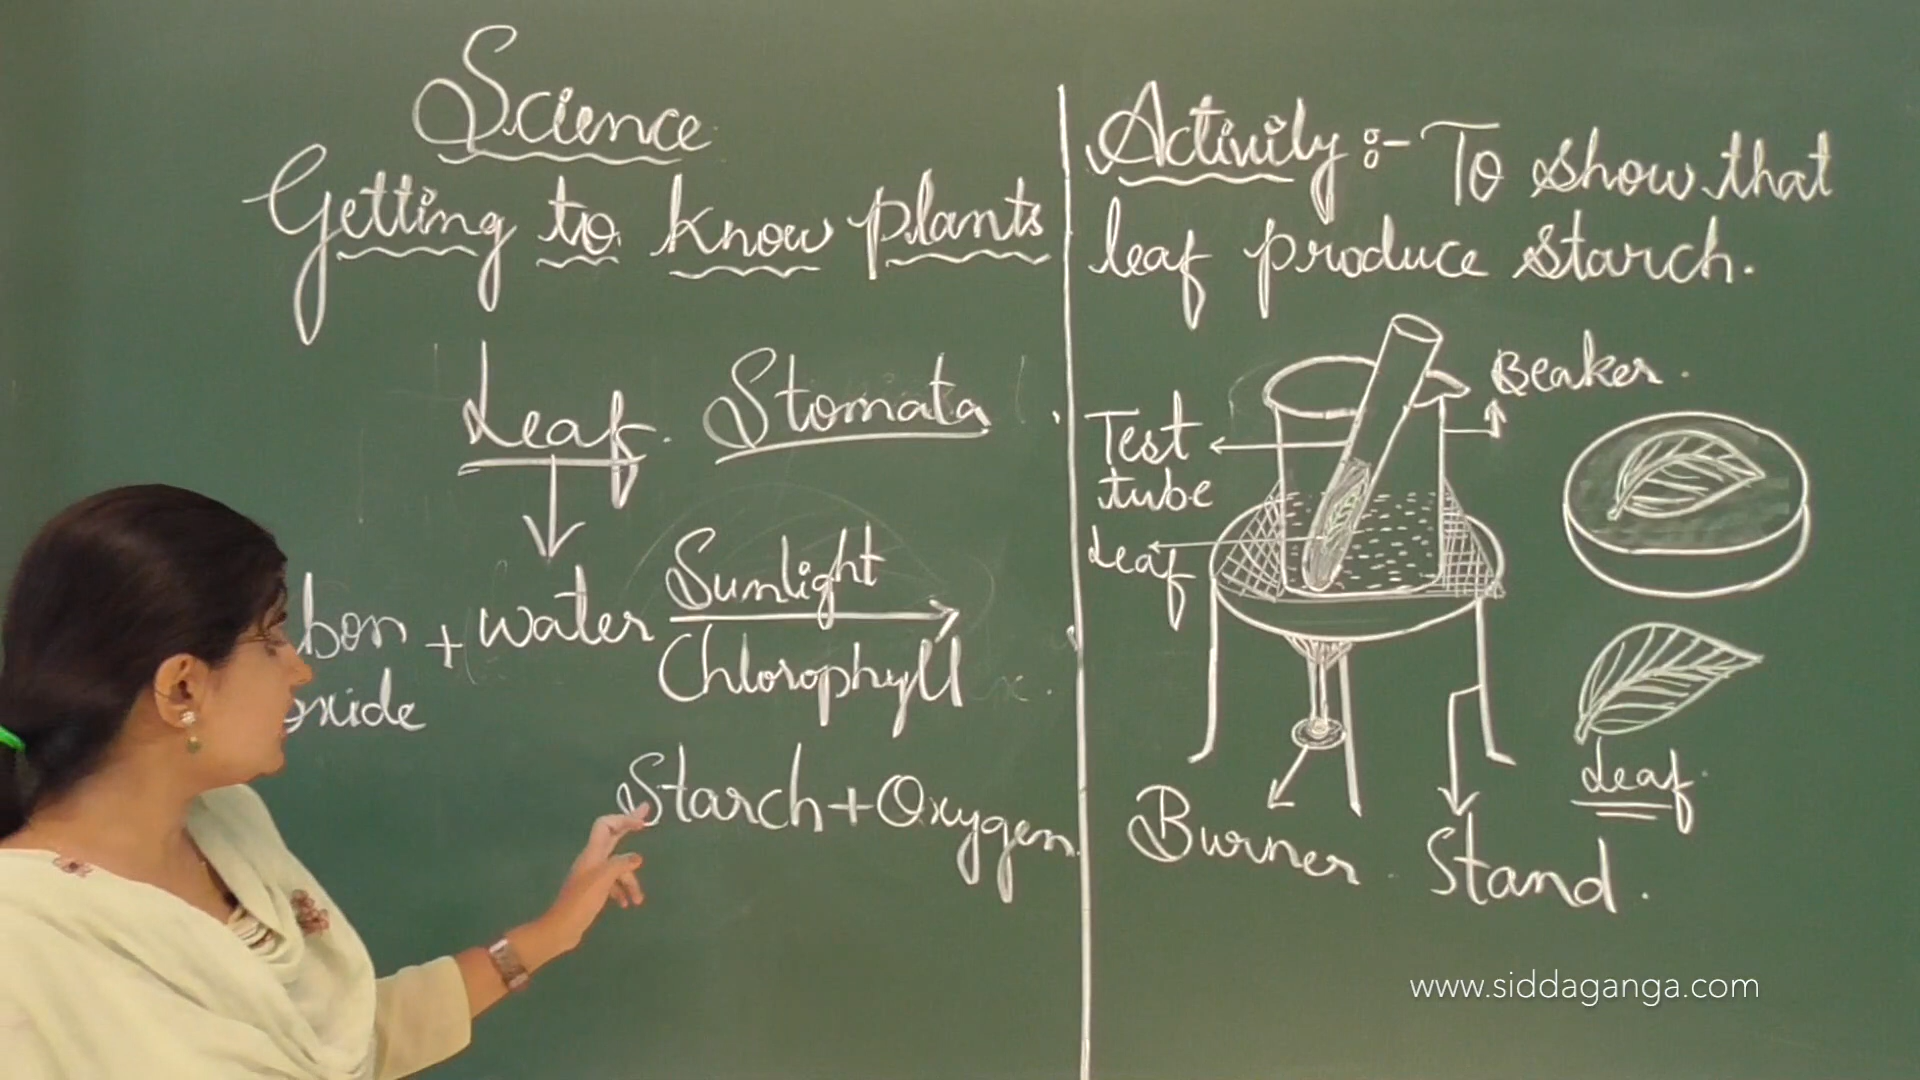 Science
Getting to know plants
Leaf. Stomata
bon + water Sunlight
oxide Chlorophyll
Starch + Oxygen
Activity :- To show that
leaf produce starch.
Beaker.
Test
tube
Leaf
Burner. Stand.
Leaf.
www.siddaganga.com